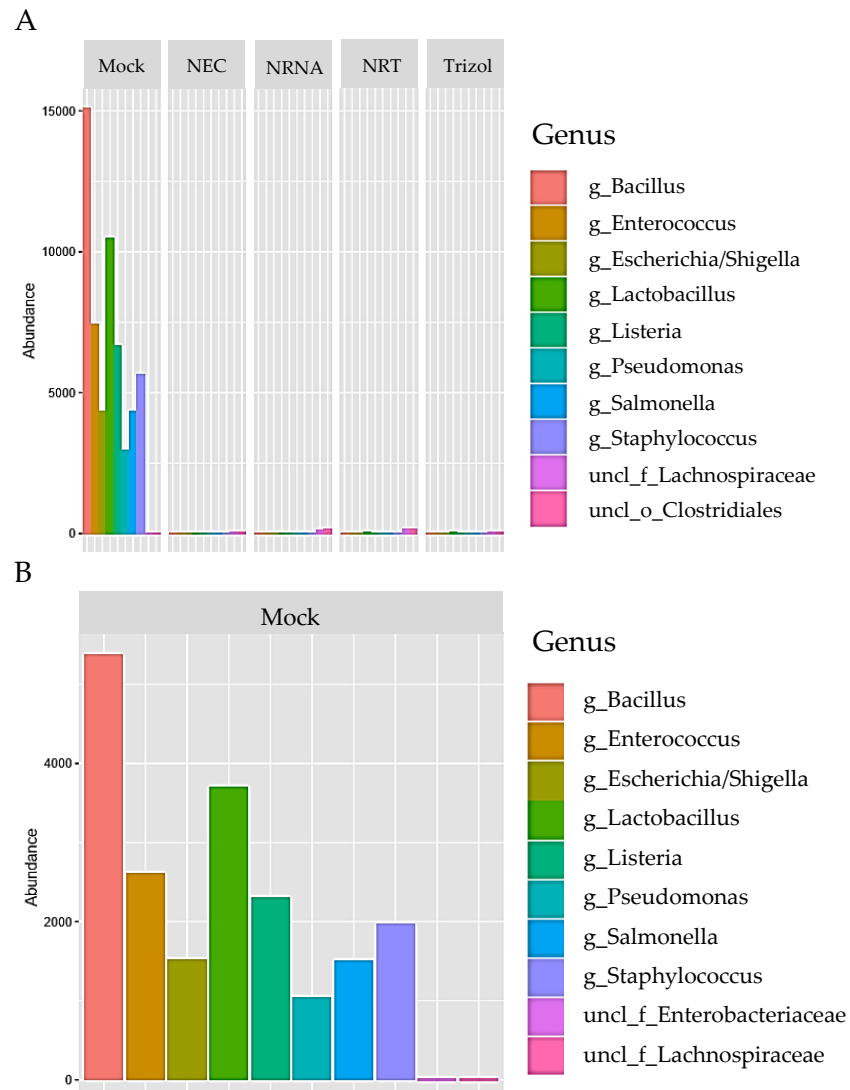 A
Mock NEC NRNA NRT Trizol
15000
10000
5000
0
Abundance
Genus
g_Bacillus
g_Enterococcus
g_Escherichia/Shigella
g_Lactobacillus
g_Listeria
g_Pseudomonas
g_Salmonella
g_Staphylococcus
uncl_f_Lachnospiraceae
uncl_o_Clostridiales
B
Mock
4000
2000
0
Abundance
Genus
g_Bacillus
g_Enterococcus
g_Escherichia/Shigella
g_Lactobacillus
g_Listeria
g_Pseudomonas
g_Salmonella
g_Staphylococcus
uncl_f_Enterobacteriaceae
uncl_f_Lachnospiraceae